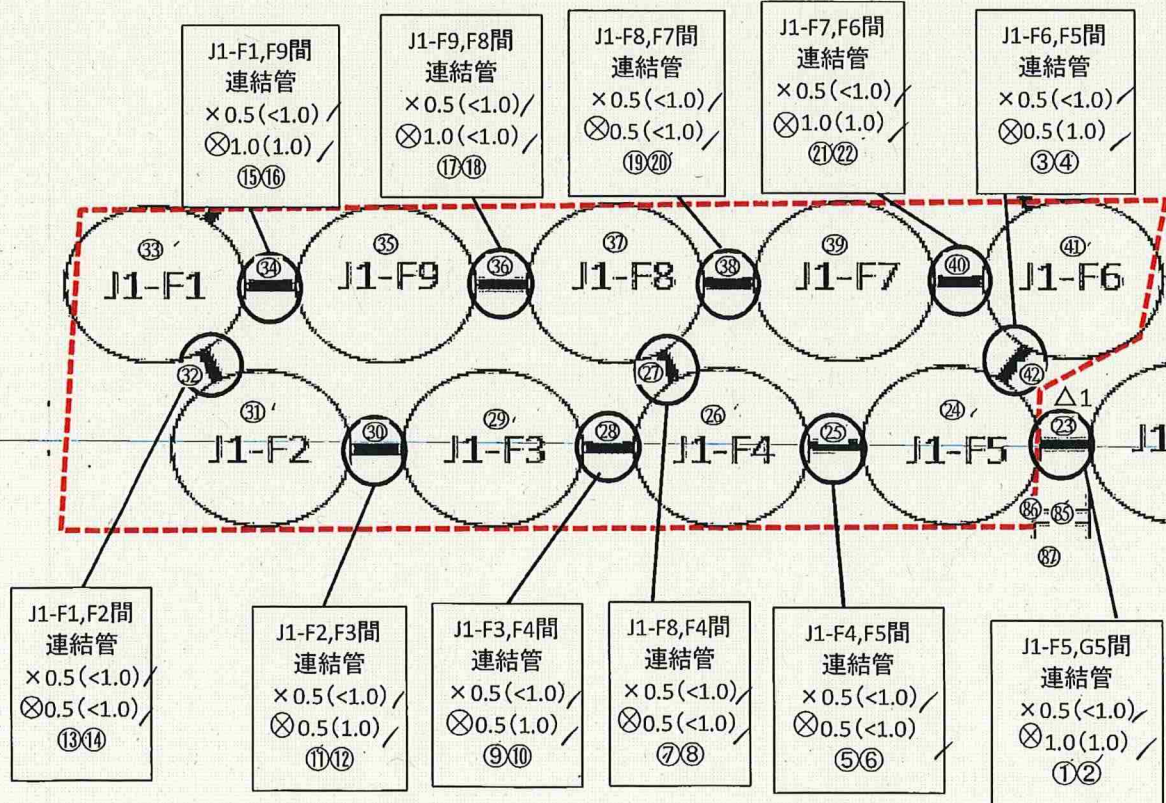 J1-F1,F9間
連結管
×0.5(<1.0)
⊗1.0(1.0)
⑮⑯
J1-F9,F8間
連結管
×0.5(<1.0)
⊗1.0(<1.0)
⑰⑱
J1-F8,F7間
連結管
×0.5(<1.0)
⊗0.5(<1.0)
⑲⑳
J1-F7,F6間
連結管
×0.5(<1.0)
⊗1.0(1.0)
㉑㉒
J1-F6,F5間
連結管
×0.5(<1.0)
⊗0.5(1.0)
③④
㉝
J1-F1
㉞
㉟
J1-F9
㊱
㊲
J1-F8
㊳
㊴
J1-F7
㊵
㊶
J1-F6
㉜
㉗
㊷
㉛
J1-F2
㉚
㉙
J1-F3
㉘
㉖
J1-F4
㉕
㉔
J1-F5
△1
㉓
J1
86
85
87
J1-F1,F2間
連結管
×0.5(<1.0)
⊗0.5(<1.0)
⑬⑭
J1-F2,F3間
連結管
×0.5(<1.0)
⊗0.5(1.0)
⑪⑫
J1-F3,F4間
連結管
×0.5(<1.0)
⊗0.5(1.0)
⑨⑩
J1-F8,F4間
連結管
×0.5(<1.0)
⊗0.5(<1.0)
⑦⑧
J1-F4,F5間
連結管
×0.5(<1.0)
⊗0.5(<1.0)
⑤⑥
J1-F5,G5間
連結管
×0.5(<1.0)
⊗1.0(1.0)
①②